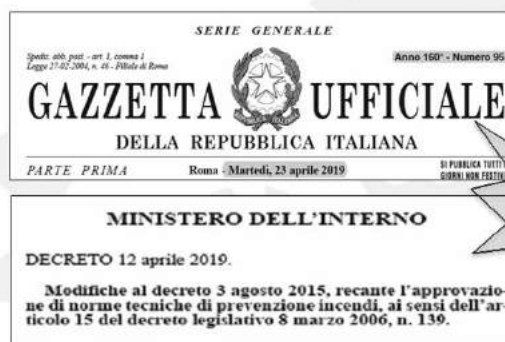 SERIE GENERALE
Spediz. abb. post. - art. 1, comma 1
Legge 27-02-2004, n. 46 - Filiale di Roma
Anno 160° - Numero 95
GAZZETTA UFFICIALE
DELLA REPUBBLICA ITALIANA
PARTE PRIMA
Roma - Martedì, 23 aprile 2019
SI PUBBLICA TUTTI
GIORNI NON FESTIVI
MINISTERO DELL'INTERNO
DECRETO 12 aprile 2019.
Modifiche al decreto 3 agosto 2015, recante l'approvazio-
ne di norme tecniche di prevenzione incendi, ai sensi dell'ar-
ticolo 15 del decreto legislativo 8 marzo 2006, n. 139.